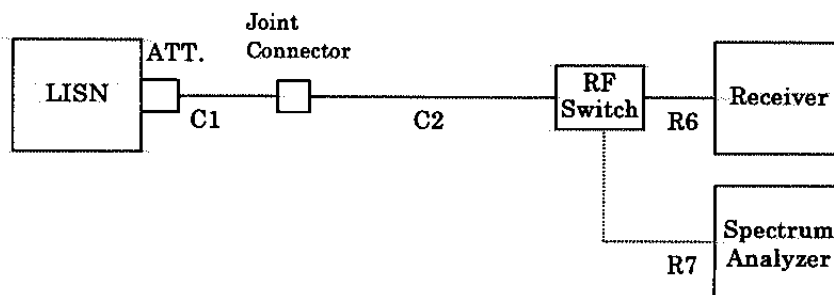 Joint
Connector
ATT.
LISN
C1
C2
RF
Switch
R6
Receiver
R7
Spectrum
Analyzer